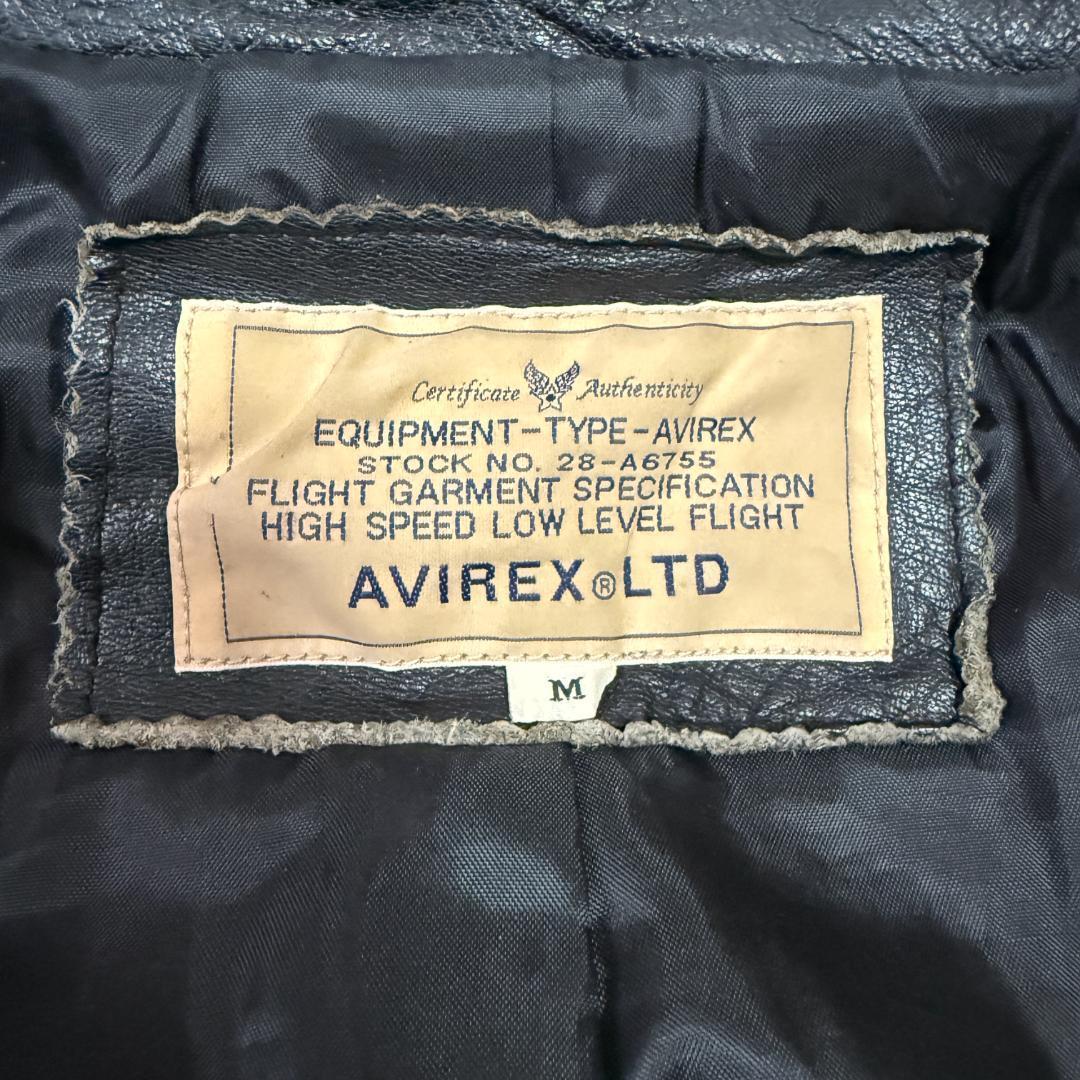 Certificate Authenticity
EQUIPMENT-TYPE-AVIREX
STOCK NO. 28-A6755
FLIGHT GARMENT SPECIFICATION
HIGH SPEED LOW LEVEL FLIGHT
AVIREX®LTD
M